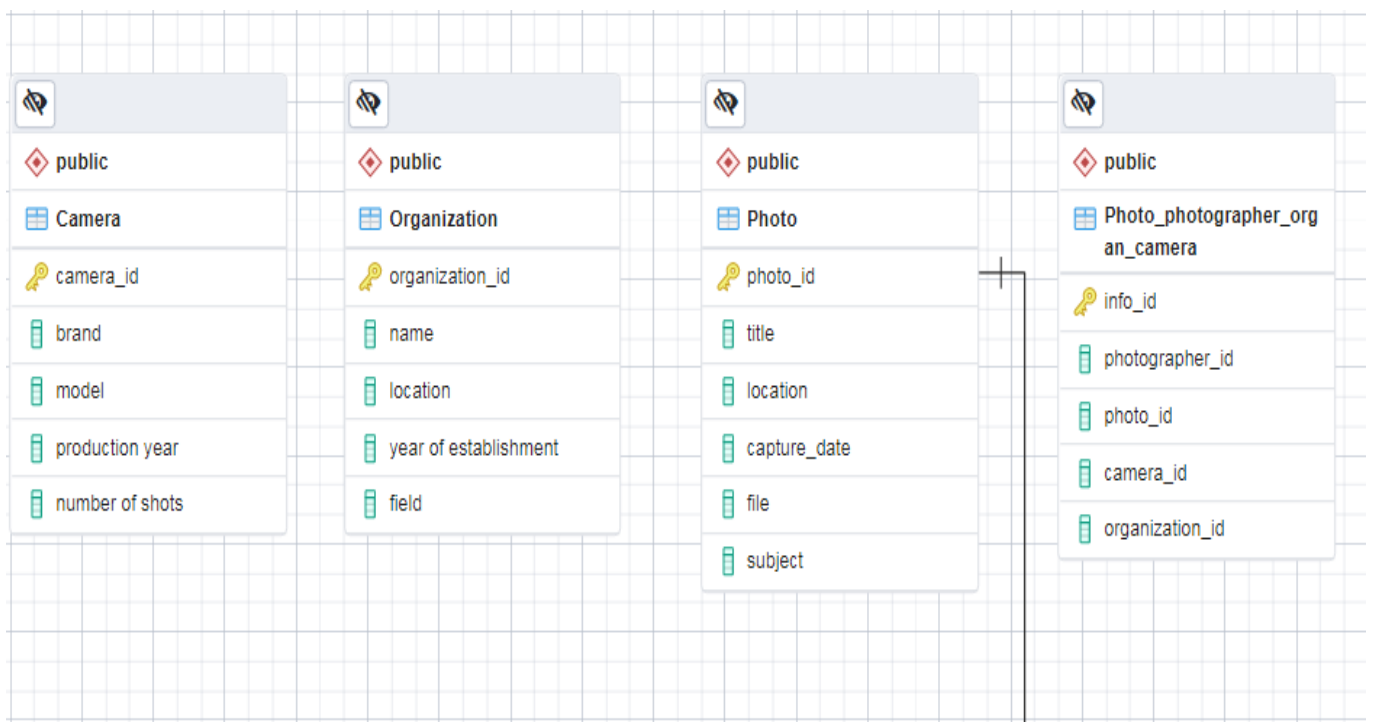 public
Camera
camera_id
brand
model
production year
number of shots
public
Organization
organization_id
name
location
year of establishment
field
public
Photo
photo_id
title
location
capture_date
file
subject
public
Photo_photographer_org
an_camera
info_id
photographer_id
photo_id
camera_id
organization_id